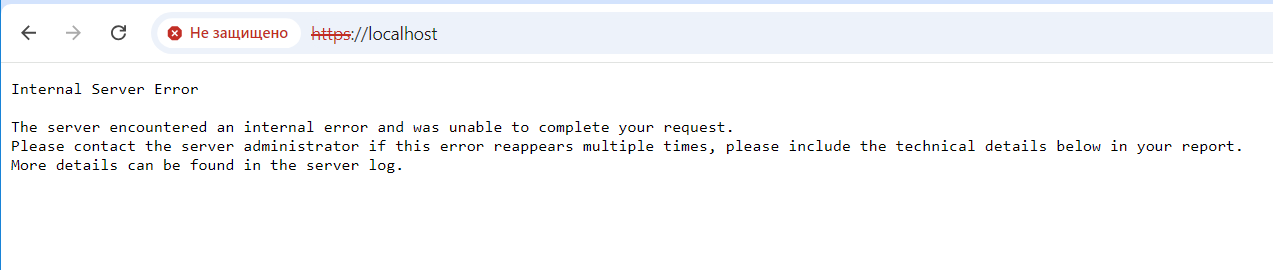 Не защищено https://localhost
Internal Server Error
The server encountered an internal error and was unable to complete your request.
Please contact the server administrator if this error reappears multiple times, please include the technical details below in your report.
More details can be found in the server log.